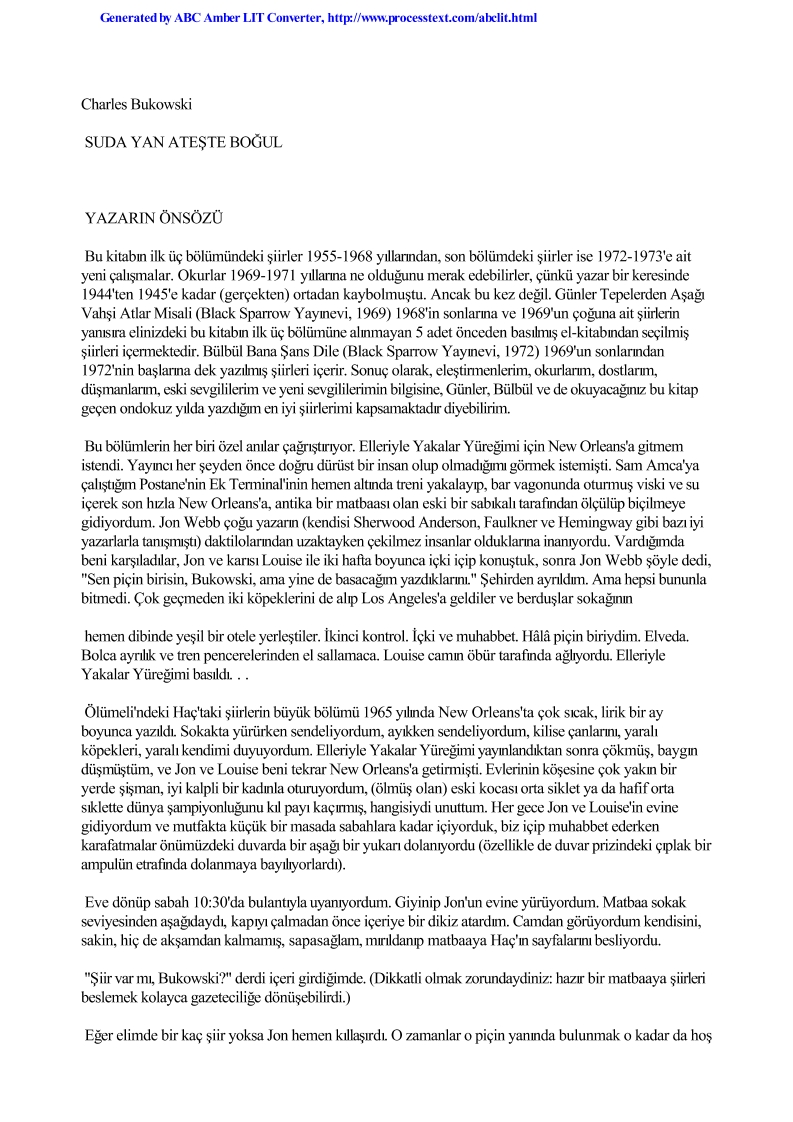 Generated by ABC Amber LIT Converter, http://www.processtext.com/abclit.html
Charles Bukowski
SUDA YAN ATEŞTE BOĞUL
YAZARIN ÖNSÖZÜ
Bu kitabın ilk üç bölümündeki şiirler 1955-1968 yıllarından, son bölümdeki şiirler ise 1972-1973'e ait
yeni çalışmalar. Okurlar 1969-1971 yıllarına ne olduğunu merak edebilirler, çünkü yazar bir keresinde
1944'ten 1945'e kadar (gerçekten) ortadan kaybolmuştu. Ancak bu kez değil. Günler Tepelerden Aşağı
Vahşi Atlar Misali (Black Sparrow Yayınevi, 1969) 1968'in sonlarına ve 1969'un çoğuna ait şiirlerin
yanısıra elinizdeki bu kitabın ilk üç bölümüne alınmayan 5 adet önceden basılmış el-kitabından seçilmiş
şiirleri içermektedir. Bülbül Bana Şans Dile (Black Sparrow Yayınevi, 1972) 1969'un sonlarından
1972'nin başlarına dek yazılmış şiirleri içerir. Sonuç olarak, eleştirmenlerim, okurlarım, dostlarım,
düşmanlarım, eski sevgililerim ve yeni sevgililerimin bilgisine, Günler, Bülbül ve de okuyacağınız bu kitap
geçen ondokuz yılda yazdığım en iyi şiirlerimi kapsamaktadır diyebilirim.
Bu bölümlerin her biri özel anılar çağrıştırıyor. Elleriyle Yakalar Yüreğimi için New Orleans'a gitmem
istendi. Yayıncı her şeyden önce doğru dürüst bir insan olup olmadığımı görmek istemişti. Sam Amca'ya
çalıştığım Postane'nin Ek Terminal'inin hemen altında treni yakalayıp, bar vagonunda oturmuş viski ve su
içerek son hızla New Orleans'a, antika bir matbaası olan eski bir sabıkalı tarafından ölçülüp biçilmeye
gidiyordum. Jon Webb çoğu yazarın (kendisi Sherwood Anderson, Faulkner ve Hemingway gibi bazı iyi
yazarlarla tanışmıştı) daktilolarından uzaktayken çekilmez insanlar olduklarına inanıyordu. Vardığımda
beni karşıladılar, Jon ve karısı Louise ile iki hafta boyunca içki içip konuştuk, sonra Jon Webb şöyle dedi,
"Sen piçin birisin, Bukowski, ama yine de basacağım yazdıklarını." Şehirden ayrıldım. Ama hepsi bununla
bitmedi. Çok geçmeden iki köpeklerini de alıp Los Angeles'a geldiler ve berduşlar sokağının
hemen dibinde yeşil bir otele yerleştiler. İkinci kontrol. İçki ve muhabbet. Hâlâ piçin biriydim. Elveda.
Bolca ayrılık ve tren pencerelerinden el sallamaca. Louise camın öbür tarafında ağlıyordu. Elleriyle
Yakalar Yüreğimi basıldı. . .
Ölümeli'ndeki Haç'taki şiirlerin büyük bölümü 1965 yılında New Orleans'ta çok sıcak, lirik bir ay
boyunca yazıldı. Sokakta yürürken sendeliyordum, ayıkken sendeliyordum, kilise çanlarını, yaralı
köpekleri, yaralı kendimi duyuyordum. Elleriyle Yakalar Yüreğimi yayınlandıktan sonra çökmüş, baygın
düşmüştüm, ve Jon ve Louise beni tekrar New Orleans'a getirmişti. Evlerinin köşesine çok yakın bir
yerde şişman, iyi kalpli bir kadınla oturuyordum, (ölmüş olan) eski kocası orta siklet ya da hafif orta
sıklette dünya şampiyonluğunu kıl payı kaçırmış, hangisiydi unuttum. Her gece Jon ve Louise'in evine
gidiyordum ve mutfakta küçük bir masada sabahlara kadar içiyorduk, biz içip muhabbet ederken
karafatmalar önümüzdeki duvarda bir aşağı bir yukarı dolanıyordu (özellikle de duvar prizindeki çıplak bir
ampulün etrafında dolanmaya bayılıyorlardı).
Eve dönüp sabah 10:30'da bulantıyla uyanıyordum. Giyinip Jon'un evine yürüyordum. Matbaa sokak
seviyesinden aşağıdaydı, kapıyı çalmadan önce içeriye bir dikiz atardım. Camdan görüyordum kendisini,
sakin, hiç de akşamdan kalmamış, sapasağlam, mırıldanıp matbaaya Haç'ın sayfalarını besliyordu.
"Şiir var mı, Bukowski?" derdi içeri girdiğimde. (Dikkatli olmak zorundaydiniz: hazır bir matbaaya şiirleri
beslemek kolayca gazeteciliğe dönüşebilirdi.)
Eğer elimde bir kaç şiir yoksa Jon hemen kıllaşırdı. O zamanlar o piçin yanında bulunmak o kadar da hoş